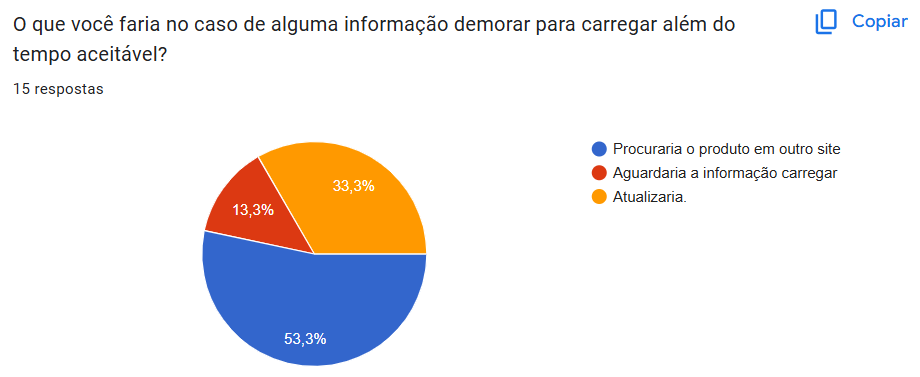 O que você faria no caso de alguma informação demorar para carregar além do
tempo aceitável?
Copiar
15 respostas
33,3%
13,3%
53,3%
Procuraria o produto em outro site
Aguardaria a informação carregar
Atualizaria.